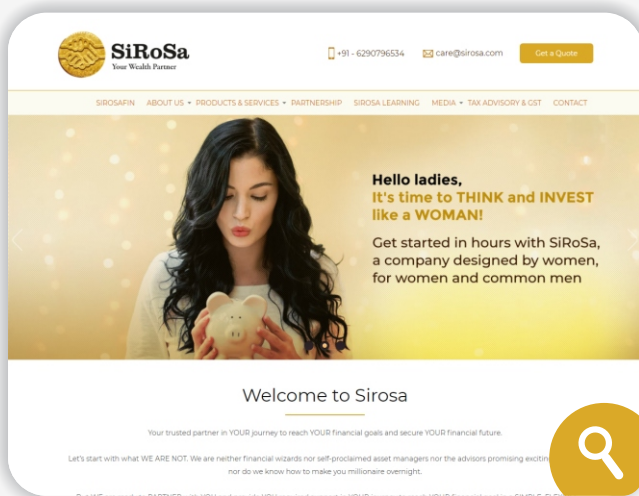 SiRoSa
Your Wealth Partner
+91 - 6290796534
care@sirosa.com
Get a Quote
SIROSAFIN ABOUT US PRODUCTS & SERVICES PARTNERSHIP SIROSA LEARNING MEDIA TAX ADVISORY & GST CONTACT
Hello ladies,
It's time to THINK and INVEST
like a WOMAN!
Get started in hours with SiRoSa,
a company designed by women,
for women and common men
Welcome to Sirosa
Your trusted partner in YOUR journey to reach YOUR financial goals and secure YOUR financial future.
Let's start with what WE ARE NOT. We are neither financial wizards nor self-proclaimed asset managers nor the advisors promising
nor do we know how to make you millionaire overnight.